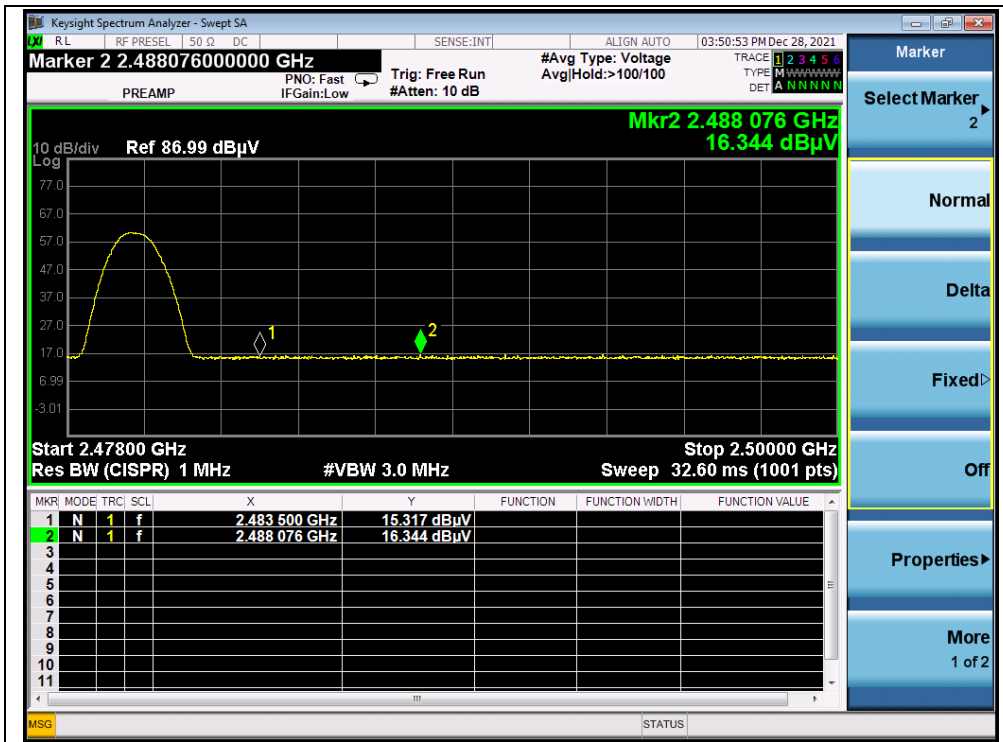 Keysight Spectrum Analyzer - Swept SA
LXI RL RF PRESEL 50 Ω DC SENSE:INT ALIGN AUTO 03:50:53 PM Dec 28, 2021
Marker 2 2.488076000000 GHz
#Avg Type: Voltage
TRACE 1 2 3 4 5 6
PNO: Fast
Trig: Free Run
Avg|Hold:>100/100
TYPE M WWWWW
PREAMP
IFGain:Low
#Atten: 10 dB
DET A N N N N N
Mkr2 2.488 076 GHz
16.344 dBµV
10 dB/div Ref 86.99 dBµV
Log
77.0
67.0
57.0
47.0
37.0
27.0
17.0
6.99
-3.01
1
2
Start 2.47800 GHz Stop 2.50000 GHz
Res BW (CISPR) 1 MHz #VBW 3.0 MHz Sweep 32.60 ms (1001 pts)
MKR MODE TRC SCL X Y FUNCTION FUNCTION WIDTH FUNCTION VALUE
1 N 1 f 2.483 500 GHz 15.317 dBµV
2 N 1 f 2.488 076 GHz 16.344 dBµV
3
4
5
6
7
8
9
10
11
MSG STATUS
Marker
Select Marker
2
Normal
Delta
Fixed
Off
Properties
More
1 of 2